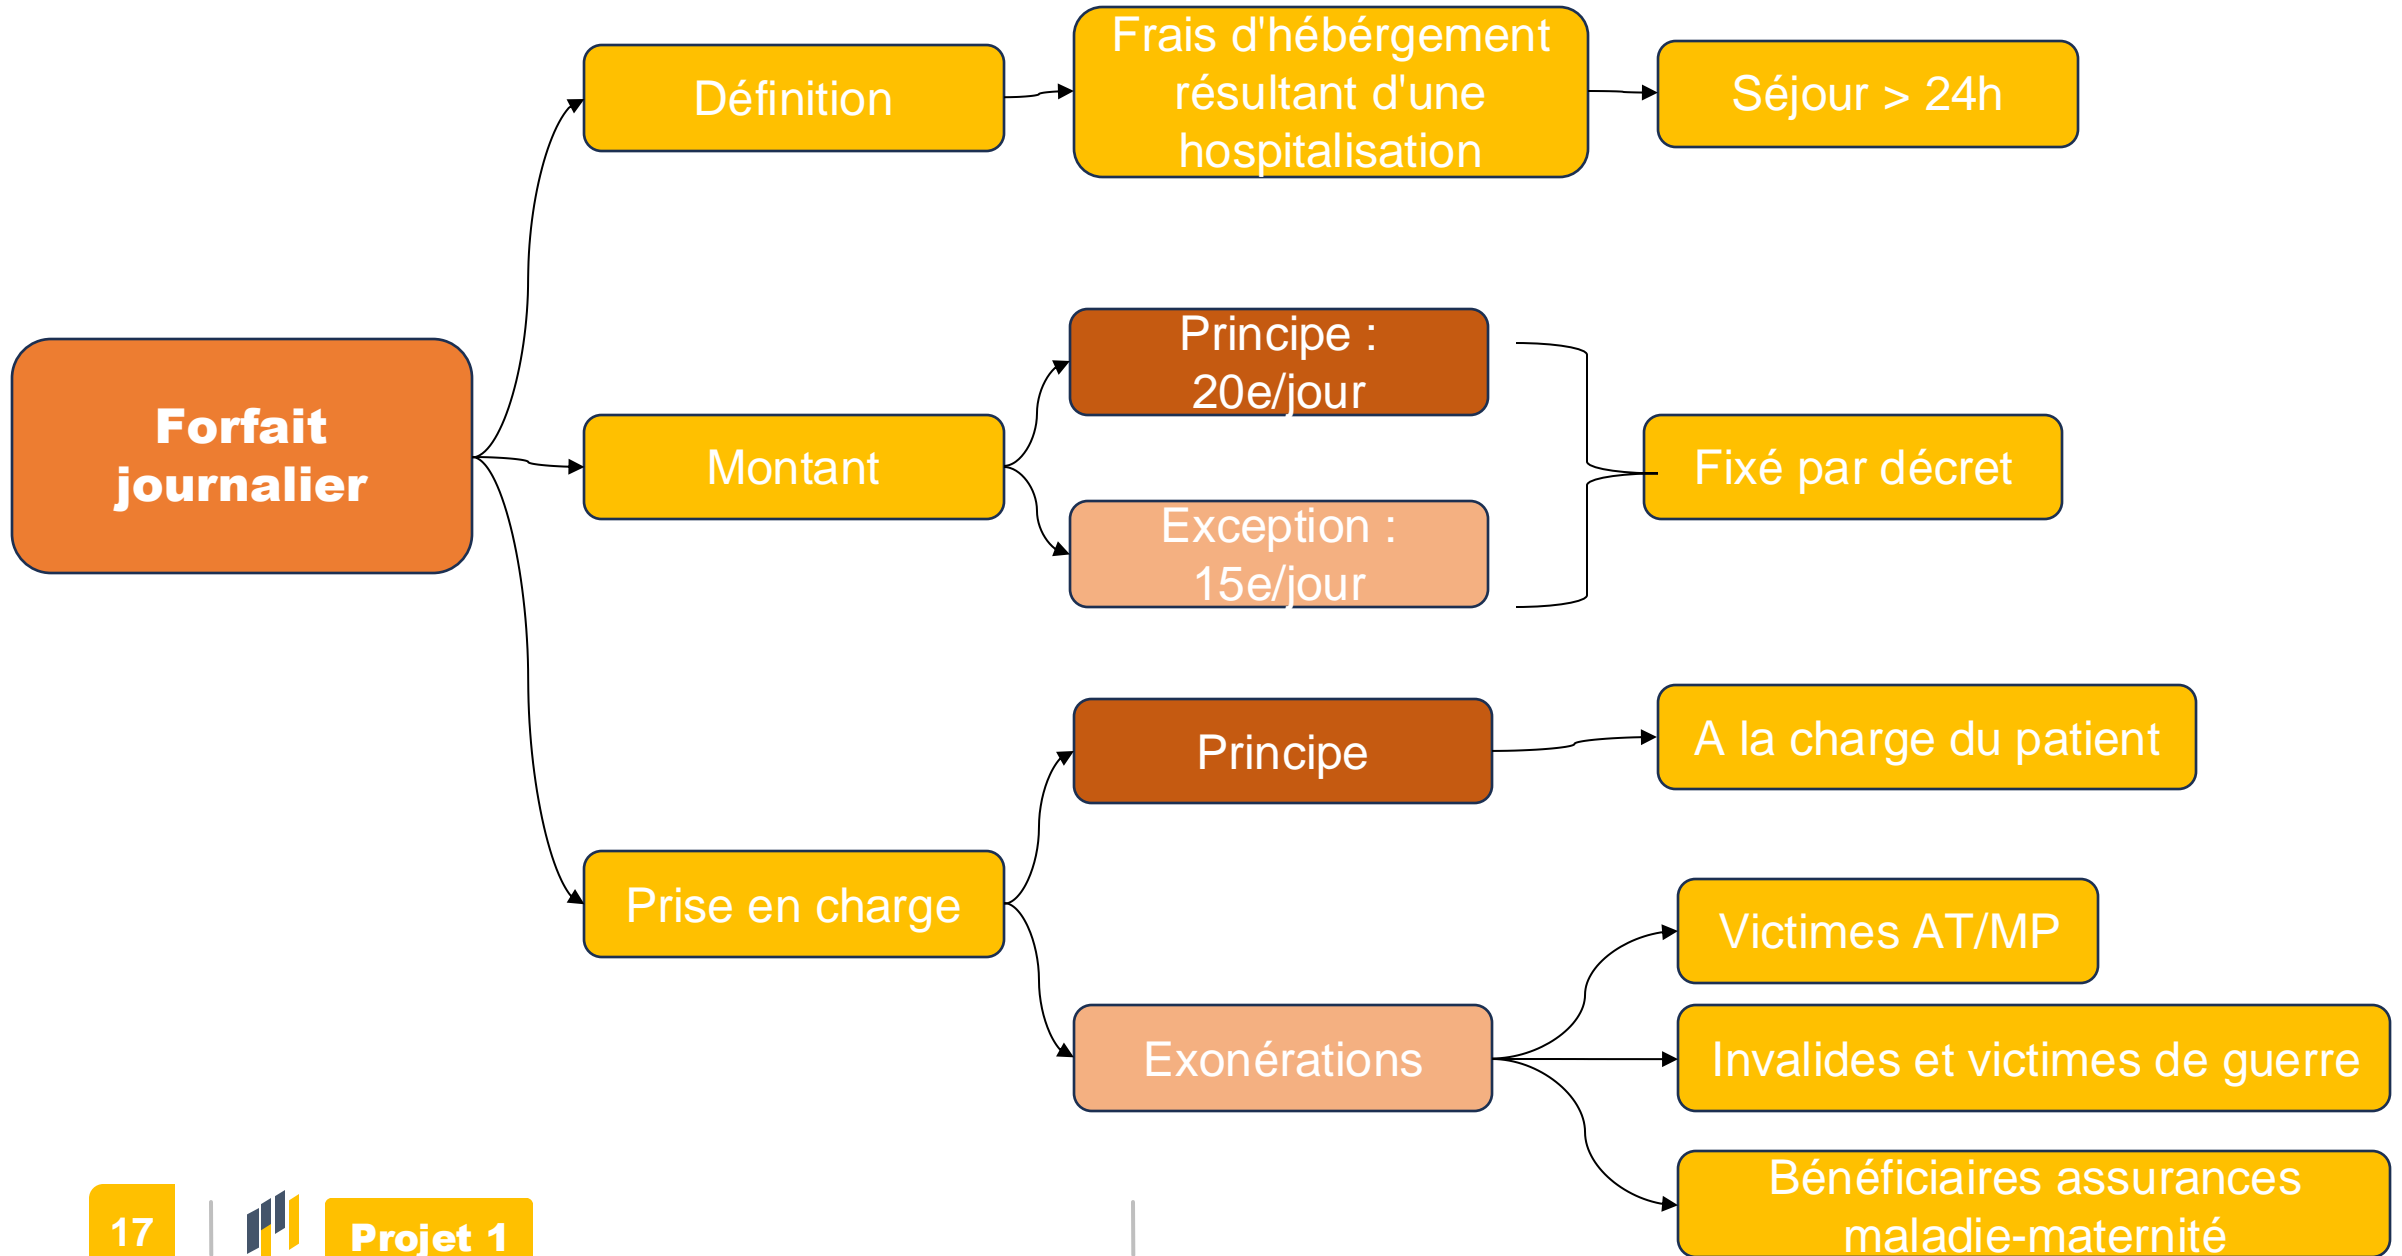 Forfait
journalier
Définition
Frais d'hébérgement
résultant d'une
hospitalisation
Séjour > 24h
Montant
Principe :
20e/jour
Exception :
15e/jour
Fixé par décret
Prise en charge
Principe
A la charge du patient
Exonérations
Victimes AT/MP
Invalides et victimes de guerre
Bénéficiaires assurances
maladie-maternité
17
Projet 1